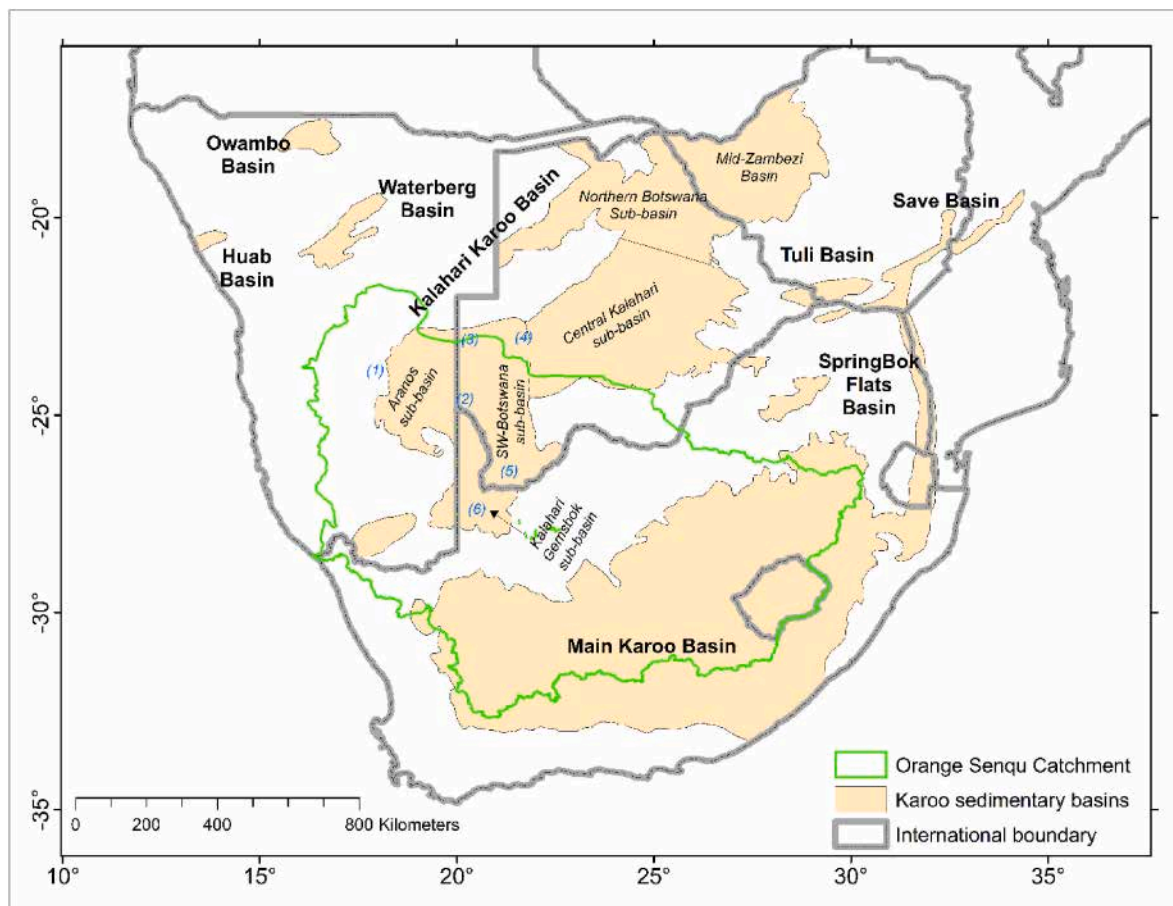 Owambo
Basin
Waterberg
Basin
Huab
Basin
Kalahari Karoo Basin
Northern Botswana
Sub-basin
Mid-Zambezi
Basin
Save Basin
Tuli Basin
Central Kalahari
sub-basin
SpringBok
Flats
Basin
(1)
Aranos
sub-basin
(2)
(3)
(4)
SW-Botswana
sub-basin
(5)
(6)
Kalahari
Gemsbok
sub-basin
Main Karoo Basin
Orange Senqu Catchment
Karoo sedimentary basins
International boundary
0 200 400 800 Kilometers
-20°
-25°
-30°
-35°
10° 15° 20° 25° 30° 35°